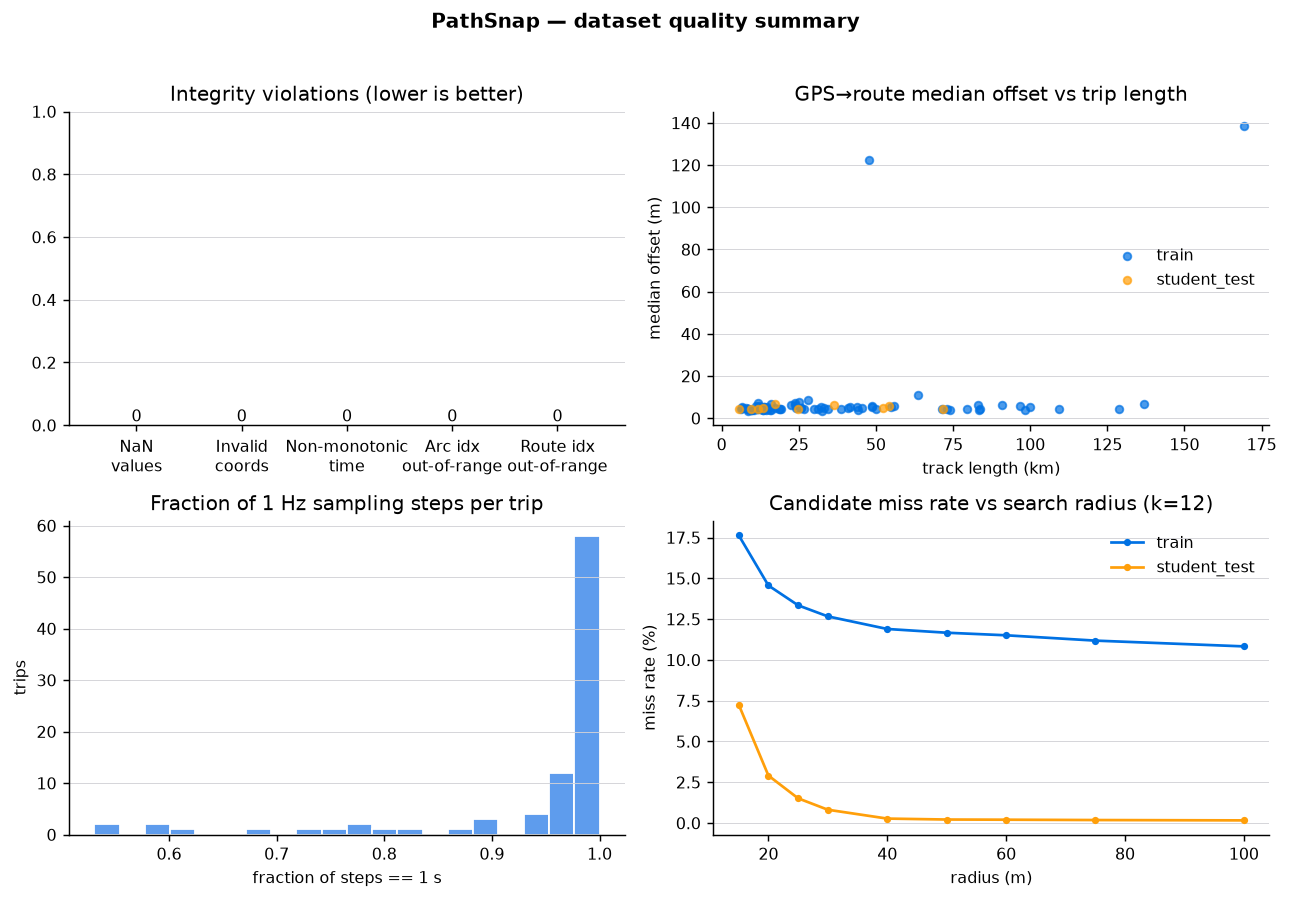 PathSnap — dataset quality summary
Integrity violations (lower is better)
1.0
0.8
0.6
0.4
0.2
0.0
0 0 0 0 0
NaN values
Invalid coords
Non-monotonic time
Arc idx out-of-range
Route idx out-of-range
GPS→route median offset vs trip length
median offset (m)
140
120
100
80
60
40
20
0
train
student_test
0 25 50 75 100 125 150 175
track length (km)
Fraction of 1 Hz sampling steps per trip
trips
60
50
40
30
20
10
0
0.6 0.7 0.8 0.9 1.0
fraction of steps == 1 s
Candidate miss rate vs search radius (k=12)
miss rate (%)
17.5
15.0
12.5
10.0
7.5
5.0
2.5
0.0
train
student_test
20 40 60 80 100
radius (m)